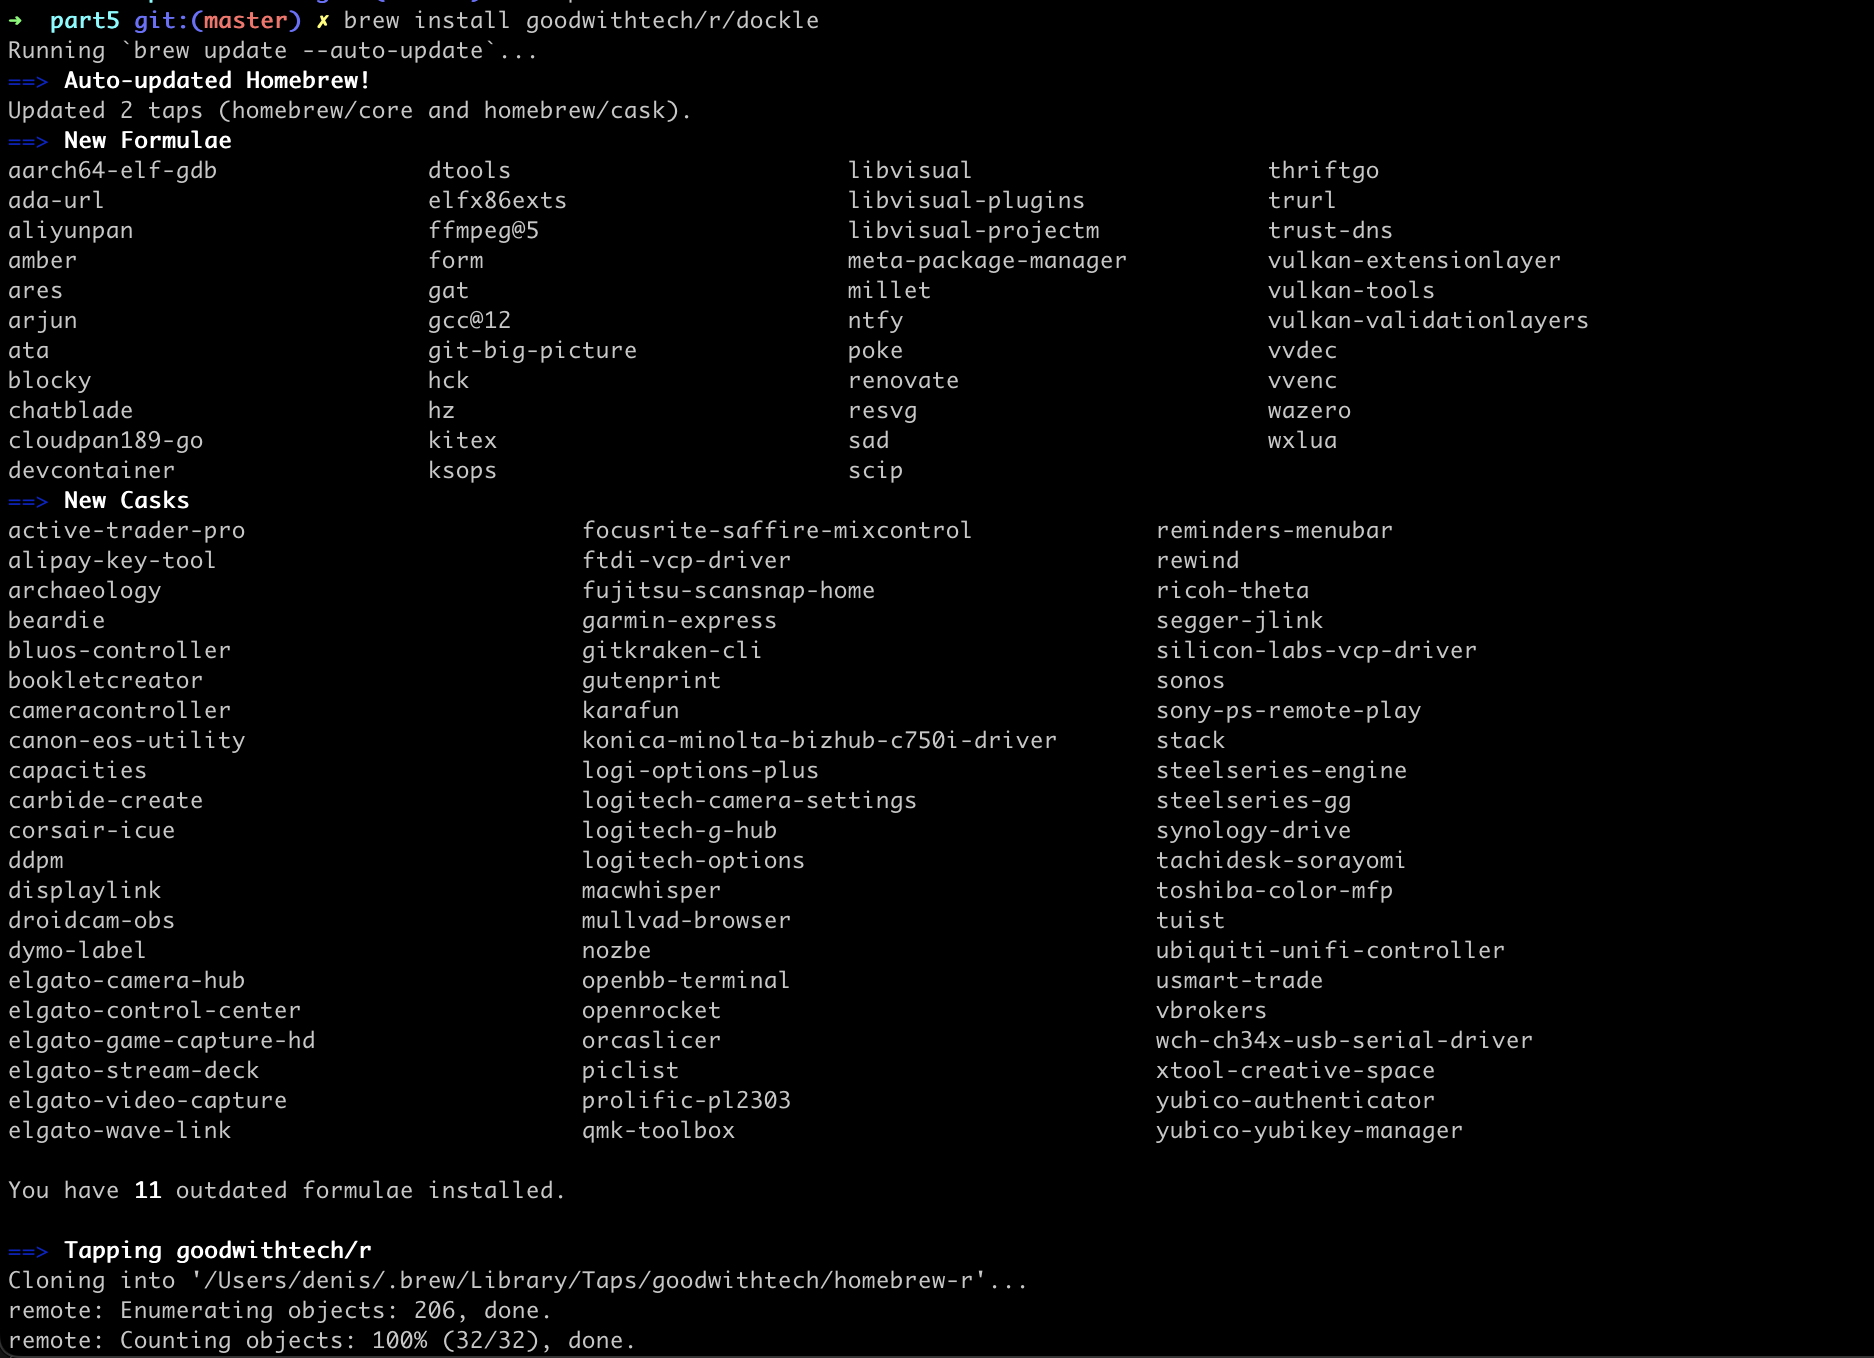 ➜  part5 git:(master) ✗ brew install goodwithtech/r/dockle
Running `brew update --auto-update`...
==> Auto-updated Homebrew!
Updated 2 taps (homebrew/core and homebrew/cask).
==> New Formulae
aarch64-elf-gdb               dtools                        libvisual                     thriftgo
ada-url                       elfx86exts                    libvisual-plugins             trurl
aliyunpan                     ffmpeg@5                      libvisual-projectm            trust-dns
amber                         form                          meta-package-manager          vulkan-extensionlayer
ares                          gat                           millet                        vulkan-tools
arjun                         gcc@12                        ntfy                          vulkan-validationlayers
ata                           git-big-picture               poke                          vvdec
blocky                        hck                           renovate                      vvenc
chatblade                     hz                            resvg                         wazero
cloudpan189-go                kitex                         sad                           wxlua
devcontainer                  ksops                         scip
==> New Casks
active-trader-pro                        focusrite-saffire-mixcontrol             reminders-menubar
alipay-key-tool                          ftdi-vcp-driver                          rewind
archaeology                              fujitsu-scansnap-home                    ricoh-theta
beardie                                  garmin-express                           segger-jlink
bluos-controller                         gitkraken-cli                            silicon-labs-vcp-driver
bookletcreator                           gutenprint                               sonos
cameracontroller                         karafun                                  sony-ps-remote-play
canon-eos-utility                        konica-minolta-bizhub-c750i-driver       stack
capacities                               logi-options-plus                        steelseries-engine
carbide-create                           logitech-camera-settings                 steelseries-gg
corsair-icue                             logitech-g-hub                           synology-drive
ddpm                                     logitech-options                         tachidesk-sorayomi
displaylink                              macwhisper                               toshiba-color-mfp
droidcam-obs                             mullvad-browser                          tuist
dymo-label                               nozbe                                    ubiquiti-unifi-controller
elgato-camera-hub                        openbb-terminal                          usmart-trade
elgato-control-center                    openrocket                               vbrokers
elgato-game-capture-hd                   orcaslicer                               wch-ch34x-usb-serial-driver
elgato-stream-deck                       piclist                                  xtool-creative-space
elgato-video-capture                     prolific-pl2303                          yubico-authenticator
elgato-wave-link                         qmk-toolbox                              yubico-yubikey-manager
You have 11 outdated formulae installed.
==> Tapping goodwithtech/r
Cloning into '/Users/denis/.brew/Library/Taps/goodwithtech/homebrew-r'...
remote: Enumerating objects: 206, done.
remote: Counting objects: 100% (32/32), done.